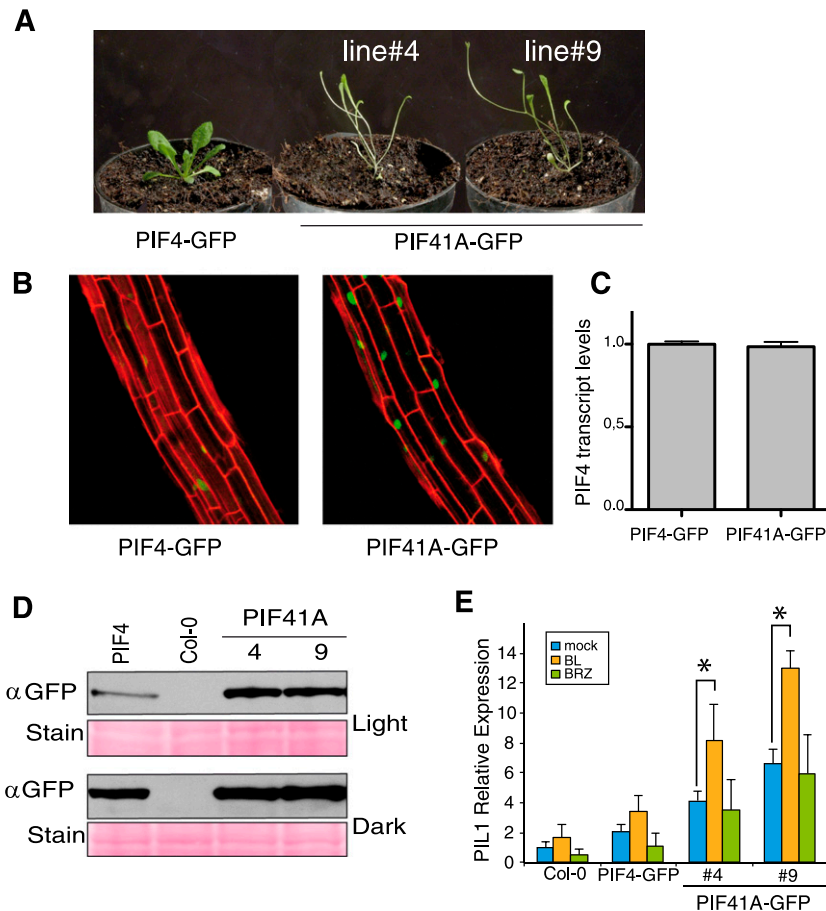 A
line#4
line#9
PIF4-GFP
PIF41A-GFP
B
PIF4-GFP
PIF41A-GFP
C
PIF4 transcript levels
1.0
0,5
0.0
PIF4-GFP
PIF41A-GFP
D
PIF4
Col-0
PIF41A
4
9
αGFP
Stain
Light
αGFP
Stain
Dark
E
PIL1 Relative Expression
14
12
10
8
6
4
2
0
mock
BL
BRZ
*
*
Col-0
PIF4-GFP
#4
#9
PIF41A-GFP